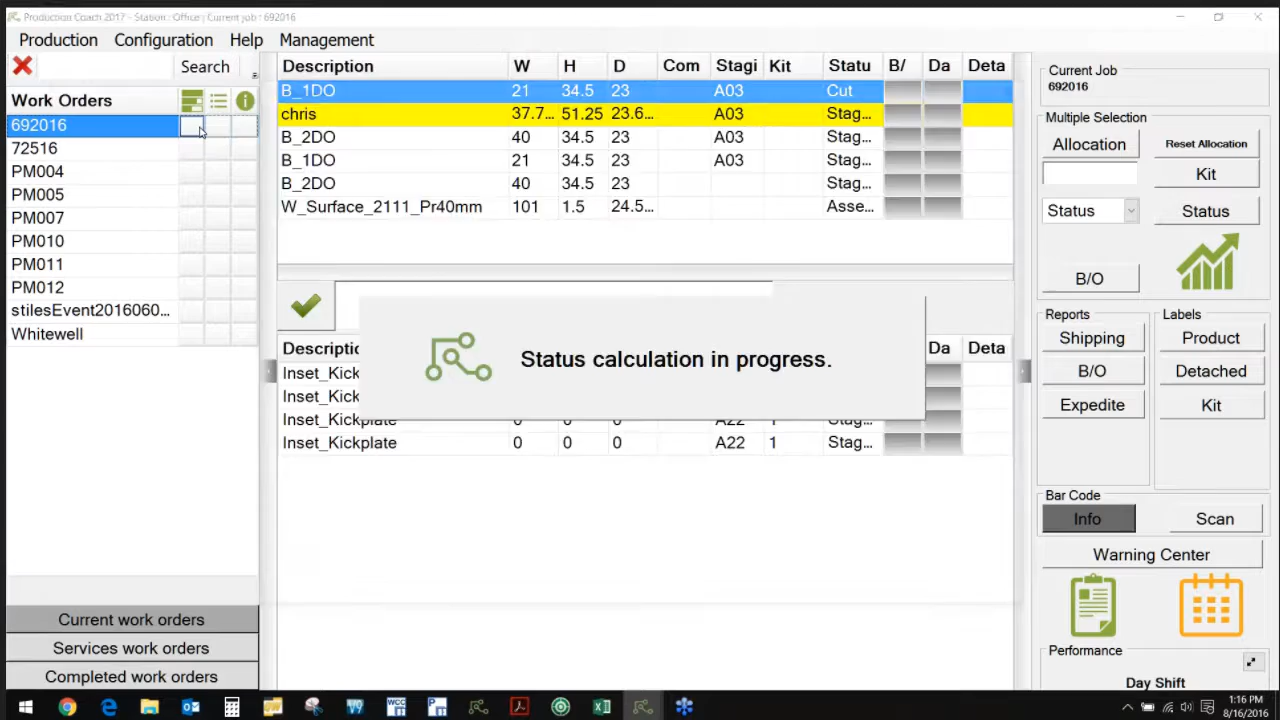 Production Coach 2017 - Station : Office | Current job : 692016
Production Configuration Help Management
Search
Work Orders
692016
72516
PM004
PM005
PM007
PM010
PM011
PM012
stilesEvent2016060...
Whitewell
Current work orders
Services work orders
Completed work orders
Description W H D Com Stagi Kit Statu B/ Da Deta
B_1DO 21 34.5 23 A03 Cut
chris 37.7... 51.25 23.6... A03 Stag...
B_2DO 40 34.5 23 A03 Stag...
B_1DO 21 34.5 23 A03 Stag...
B_2DO 40 34.5 23 Stag...
W_Surface_2111_Pr40mm 101 1.5 24.5... Asse...
Descriptic Da Deta
Inset_Kick
Inset_Kick
Inset_Kickplate 0 0 0 A22 1 Stag...
Inset_Kickplate 0 0 0 A22 1 Stag...
Status calculation in progress.
Current Job
692016
Multiple Selection
Allocation Reset Allocation
Kit
Status Status
B/O
Reports Labels
Shipping Product
B/O Detached
Expedite Kit
Bar Code
Info Scan
Warning Center
Performance
Day Shift
1:16 PM
8/16/2016